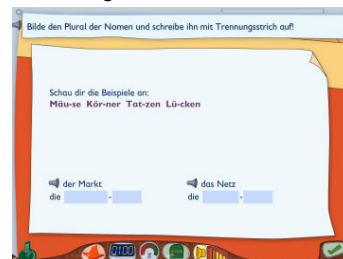 Bilde den Plural der Nomen und schreibe ihn mit Trennungsstrich auf!
Schau dir die Beispiele an:
Mäu-se Kör-ner Tat-zen Lü-cken
der Markt
das Netz
die -
die -
0100